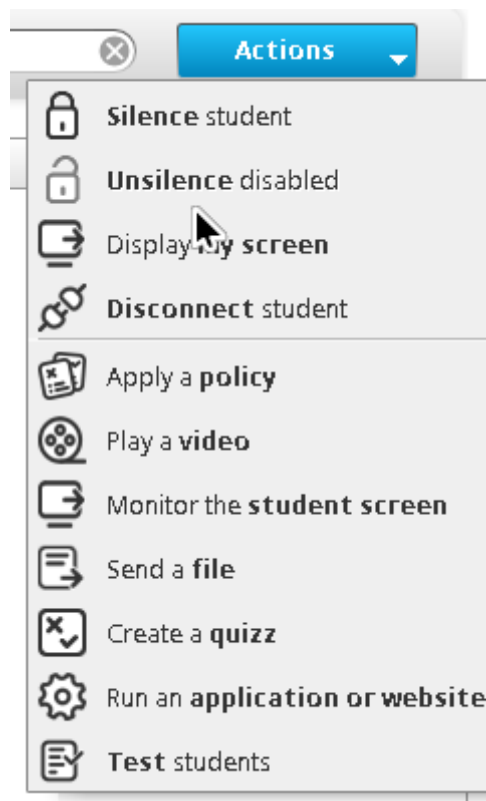 Actions
Silence student
Unsilence disabled
Display my screen
Disconnect student
Apply a policy
Play a video
Monitor the student screen
Send a file
Create a quizz
Run an application or website
Test students